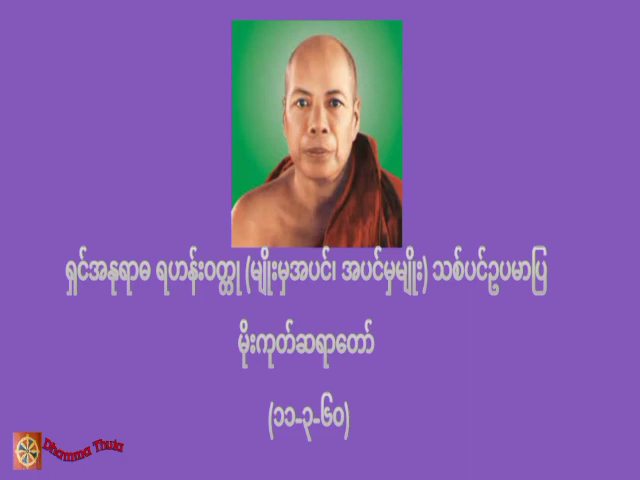 ရှင်အနုရာဓ ရဟန်းဝတ္ထု (မျိုးမှအပင်၊ အပင်မှမျိုး) သစ်ပင်ဥပမာပြ
မိုးကုတ်ဆရာတော်
(၁၁-၃-၆၀)
Dhamma Thuta